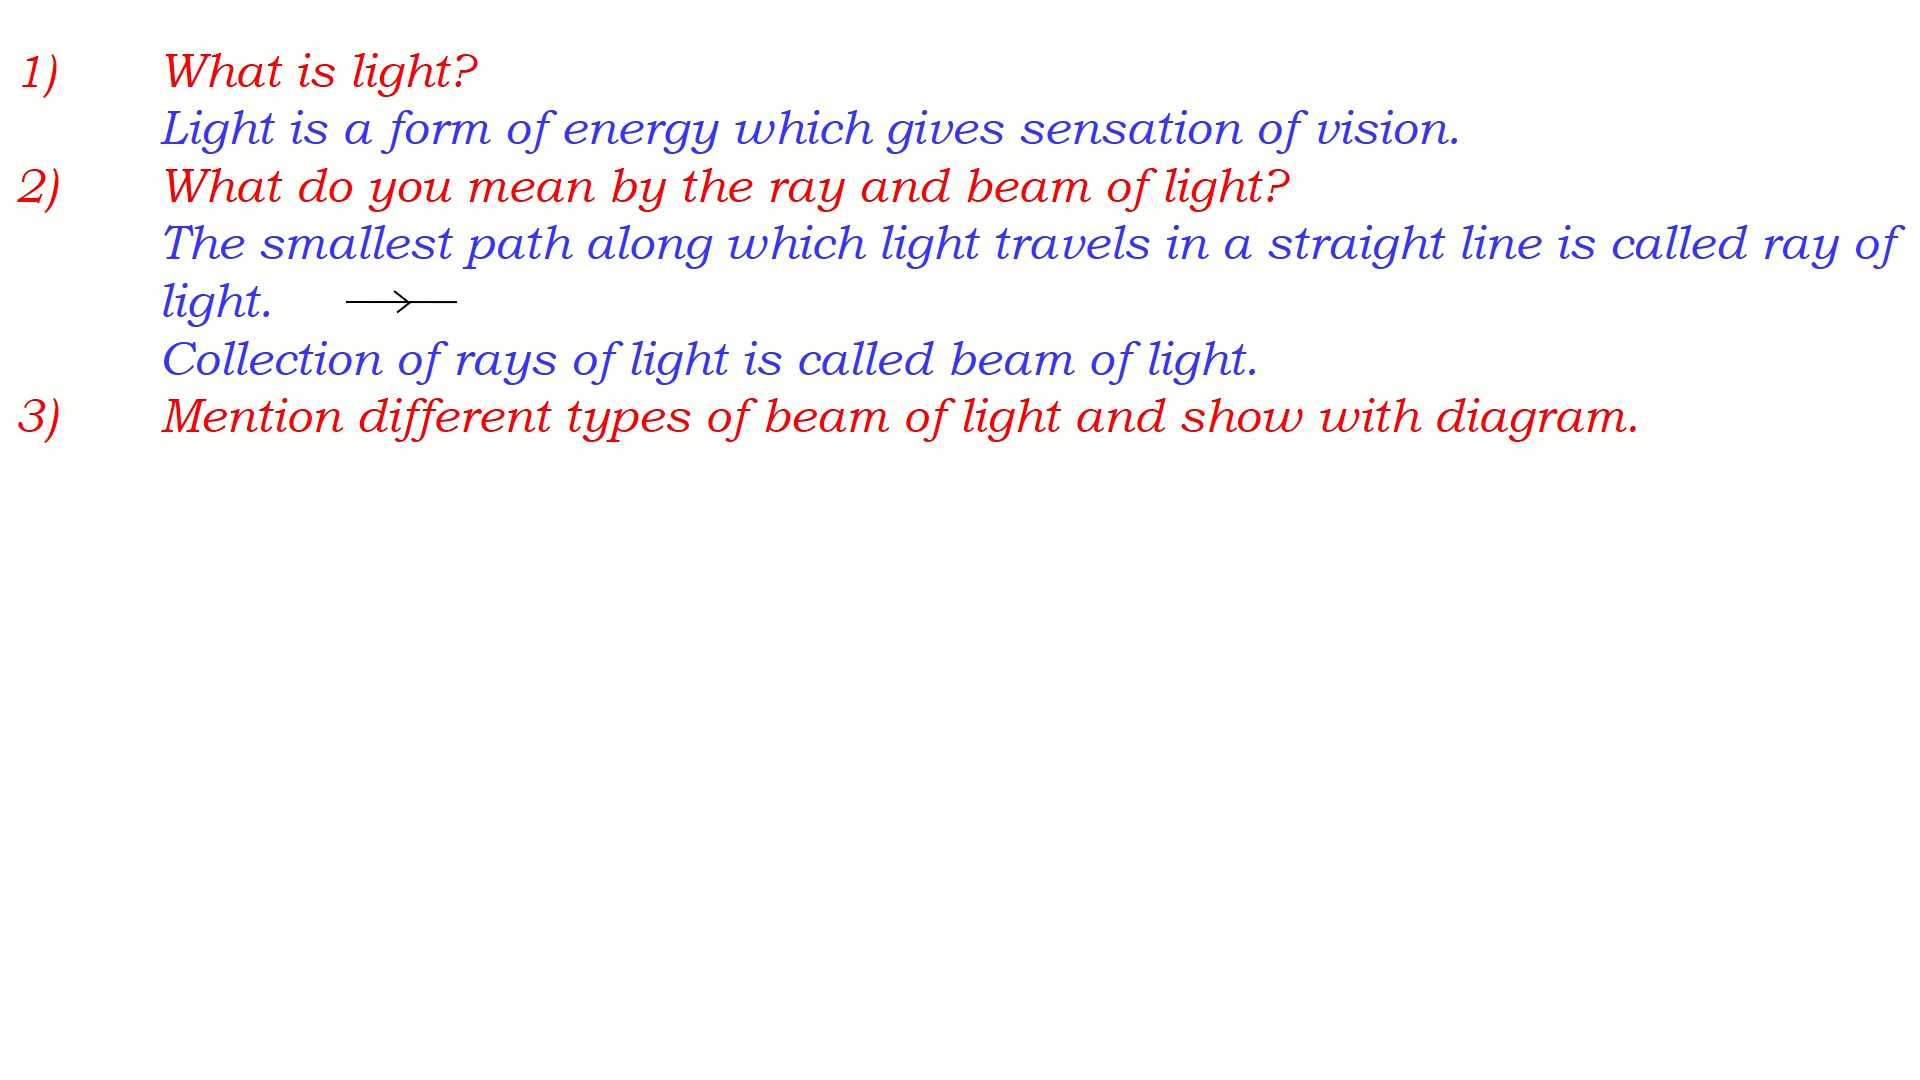 1) What is light?
Light is a form of energy which gives sensation of vision.
2) What do you mean by the ray and beam of light?
The smallest path along which light travels in a straight line is called ray of
light.
Collection of rays of light is called beam of light.
3) Mention different types of beam of light and show with diagram.